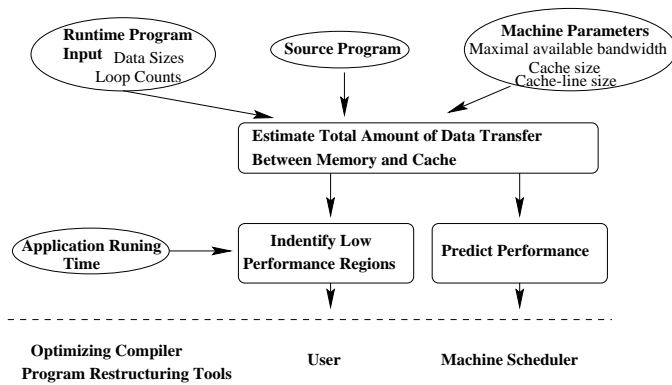 Runtime Program
Input
Data Sizes
Loop Counts
Source Program
Machine Parameters
Maximal available bandwidth
Cache size
Cache-line size
Estimate Total Amount of Data Transfer
Between Memory and Cache
Application Runing
Time
Indentify Low
Performance Regions
Predict Performance
Optimizing Compiler
Program Restructuring Tools
User
Machine Scheduler